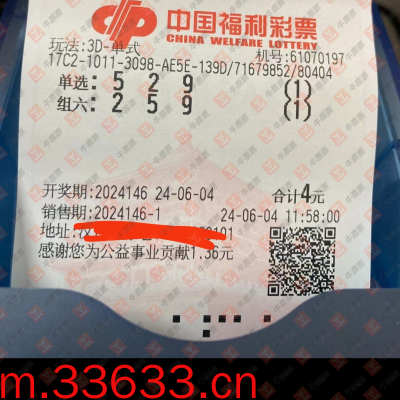 中国福利彩票
CHINA WELFARE LOTTERY
玩法:3D-单式 机号:61070197
17C2-1011-3098-AE5E-139D/71679852/80404
单选: 5 2 9 (1)
组六: 2 5 9 (1)
开奖期:2024146 24-06-04 合计4元
销售期:2024146-1 24-06-04 11:58:00
地址:
感谢您为公益事业贡献1.36元
m.33633.cn